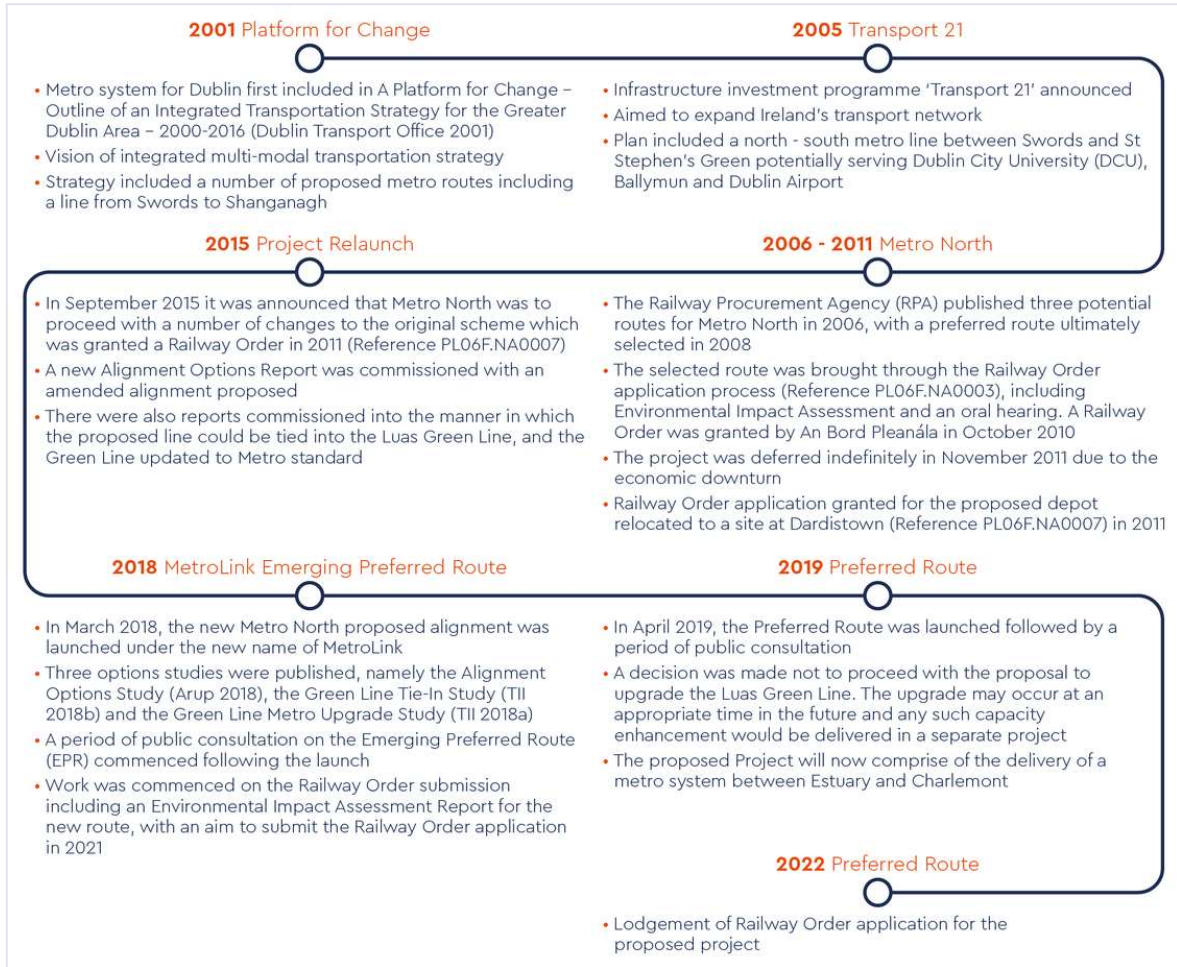 2001 Platform for Change
• Metro system for Dublin first included in A Platform for Change –
Outline of an Integrated Transportation Strategy for the Greater
Dublin Area – 2000-2016 (Dublin Transport Office 2001)
• Vision of integrated multi-modal transportation strategy
• Strategy included a number of proposed metro routes including
a line from Swords to Shanganagh
2005 Transport 21
• Infrastructure investment programme ‘Transport 21’ announced
• Aimed to expand Ireland’s transport network
• Plan included a north - south metro line between Swords and St
Stephen’s Green potentially serving Dublin City University (DCU),
Ballymun and Dublin Airport
2006 - 2011 Metro North
• The Railway Procurement Agency (RPA) published three potential
routes for Metro North in 2006, with a preferred route ultimately
selected in 2008
• The selected route was brought through the Railway Order
application process (Reference PL06F.NA0003), including
Environmental Impact Assessment and an oral hearing. A Railway
Order was granted by An Bord Pleanála in October 2010
• The project was deferred indefinitely in November 2011 due to the
economic downturn
• Railway Order application granted for the proposed depot
relocated to a site at Dardistown (Reference PL06F.NA0007) in 2011
2015 Project Relaunch
• In September 2015 it was announced that Metro North was to
proceed with a number of changes to the original scheme which
was granted a Railway Order in 2011 (Reference PL06F.NA0007)
• A new Alignment Options Report was commissioned with an
amended alignment proposed
• There were also reports commissioned into the manner in which
the proposed line could be tied into the Luas Green Line, and the
Green Line updated to Metro standard
2018 MetroLink Emerging Preferred Route
• In March 2018, the new Metro North proposed alignment was
launched under the new name of MetroLink
• Three options studies were published, namely the Alignment
Options Study (Arup 2018), the Green Line Tie-In Study (TII
2018b) and the Green Line Metro Upgrade Study (TII 2018a)
• A period of public consultation on the Emerging Preferred Route
(EPR) commenced following the launch
• Work was commenced on the Railway Order submission
including an Environmental Impact Assessment Report for the
new route, with an aim to submit the Railway Order application
in 2021
2019 Preferred Route
• In April 2019, the Preferred Route was launched followed by a
period of public consultation
• A decision was made not to proceed with the proposal to
upgrade the Luas Green Line. The upgrade may occur at an
appropriate time in the future and any such capacity
enhancement would be delivered in a separate project
• The proposed Project will now comprise of the delivery of a
metro system between Estuary and Charlemont
2022 Preferred Route
• Lodgement of Railway Order application for the
proposed project